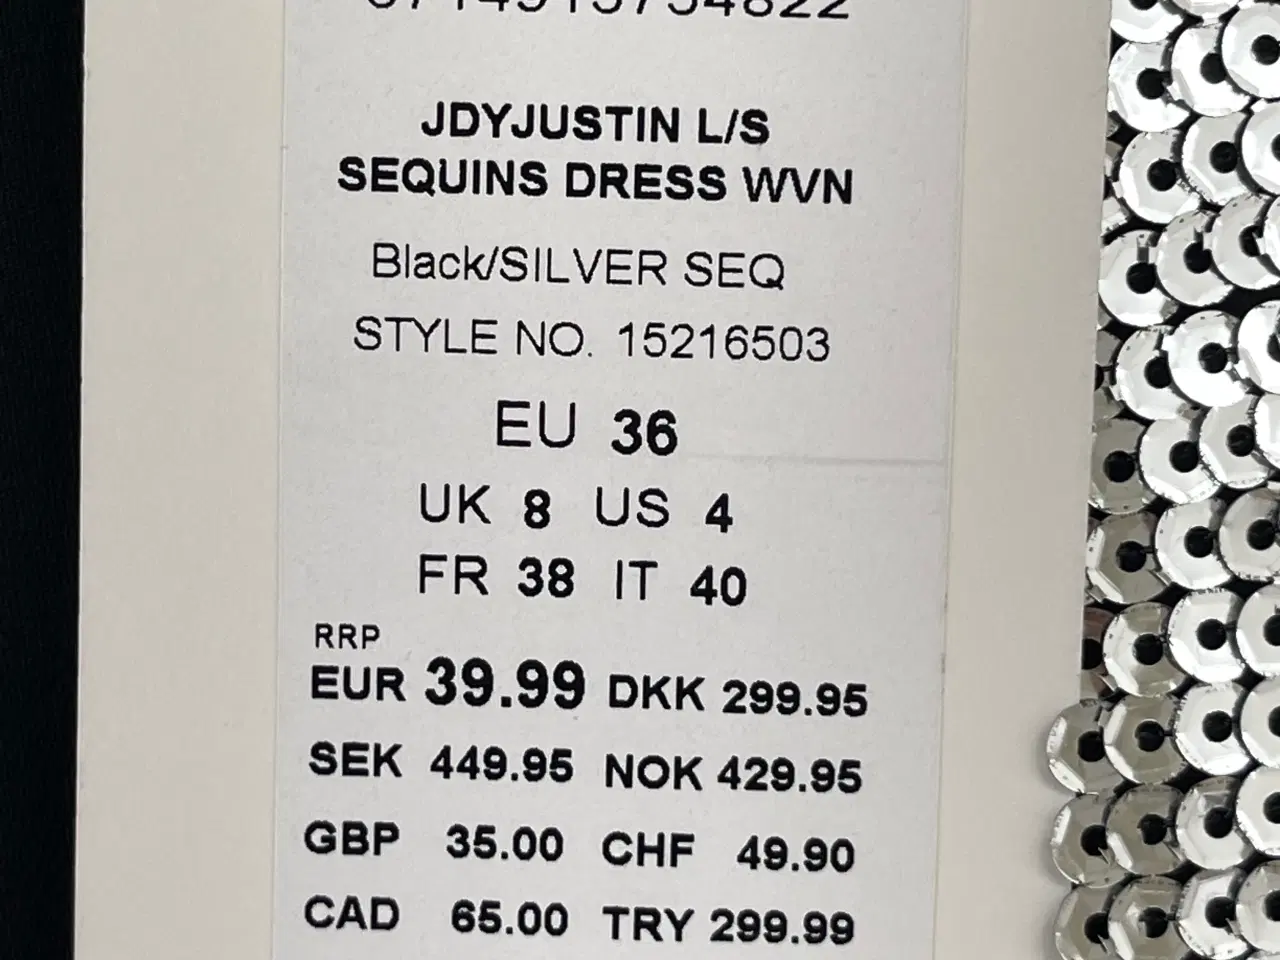 5714915754822
JDYJUSTIN L/S
SEQUINS DRESS WVN
Black/SILVER SEQ
STYLE NO. 15216503
EU 36
UK 8 US 4
FR 38 IT 40
RRP
EUR 39.99 DKK 299.95
SEK 449.95 NOK 429.95
GBP 35.00 CHF 49.90
CAD 65.00 TRY 299.99